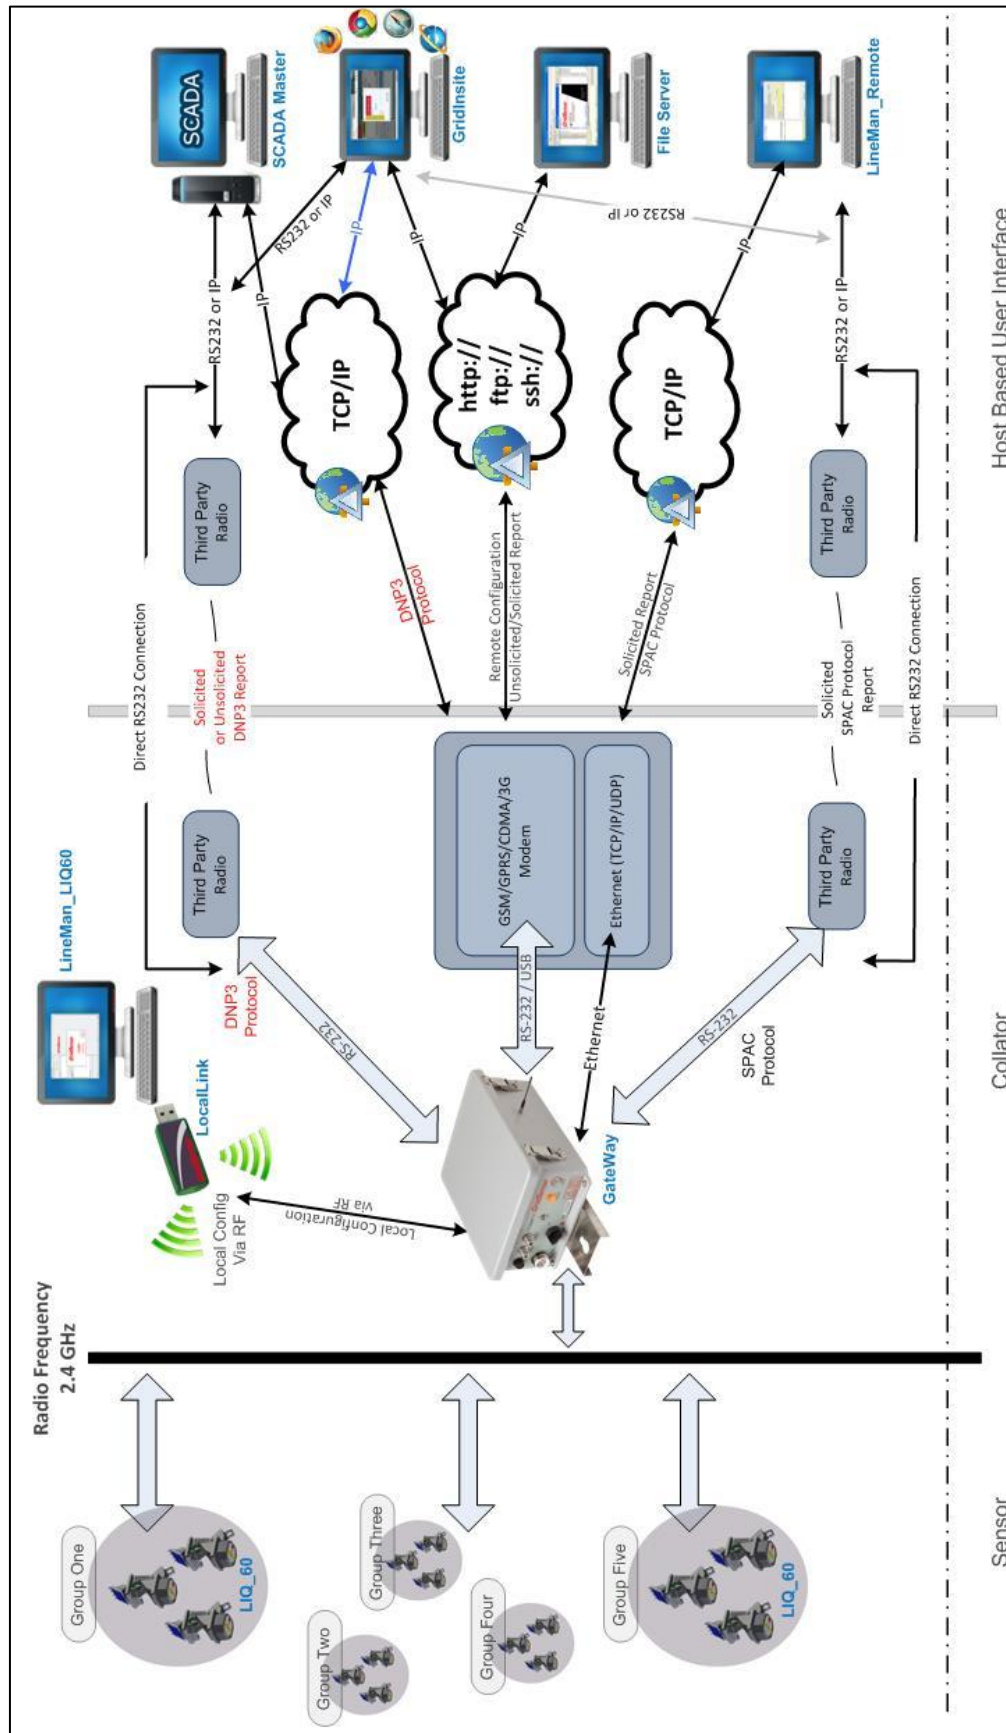 Radio Frequency
2.4 GHz
Group One
LIQ_60
Group Two
Group Three
Group Four
Group Five
LIQ_60
Local Config
Via RF
LocalLink
LineMan_LIQ60
Local Configuration
via RF
GateWay
DNP3
Protocol
RS-232
RS-232 / USB
Ethernet
RS-232
SPAC
Protocol
Direct RS232 Connection
Third Party
Radio
Solicited
or Unsolicited
DNP3 Report
Third Party
Radio
GSM/GPRS/CDMA/3G
Modem
Ethernet (TCP/IP/UDP)
Third Party
Radio
Solicited
SPAC Protocol
Report
Third Party
Radio
Direct RS232 Connection
DNP3
Protocol
Remote Configuration
Unsolicited/Solicited Report
Solicited Report
SPAC Protocol
TCP/IP
http://
ftp://
ssh://
TCP/IP
RS232 or IP
IP
RS232 or IP
IP
IP
IP
RS232 or IP
IP
RS232 or IP
SCADA
SCADA Master
GridInsite
File Server
LineMan_Remote
Sensor
Collator
Host Based User Interface